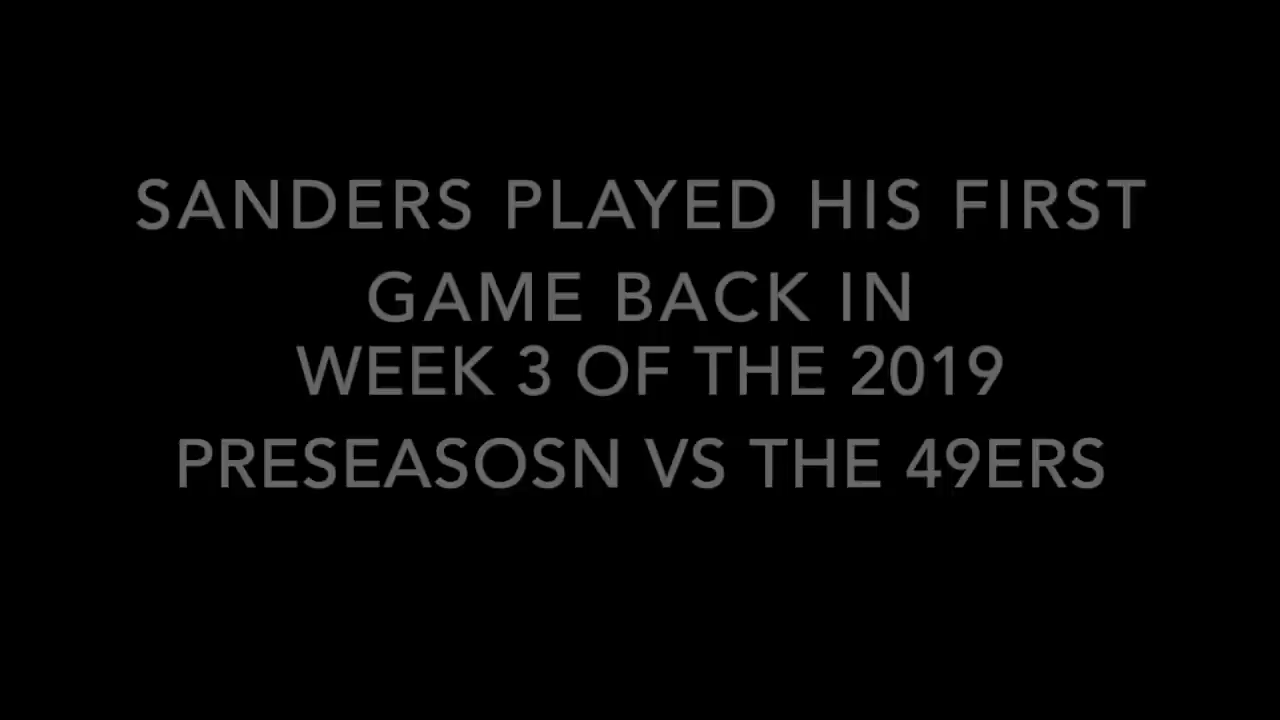 SANDERS PLAYED HIS FIRST
GAME BACK IN
WEEK 3 OF THE 2019
PRESEASOSN VS THE 49ERS